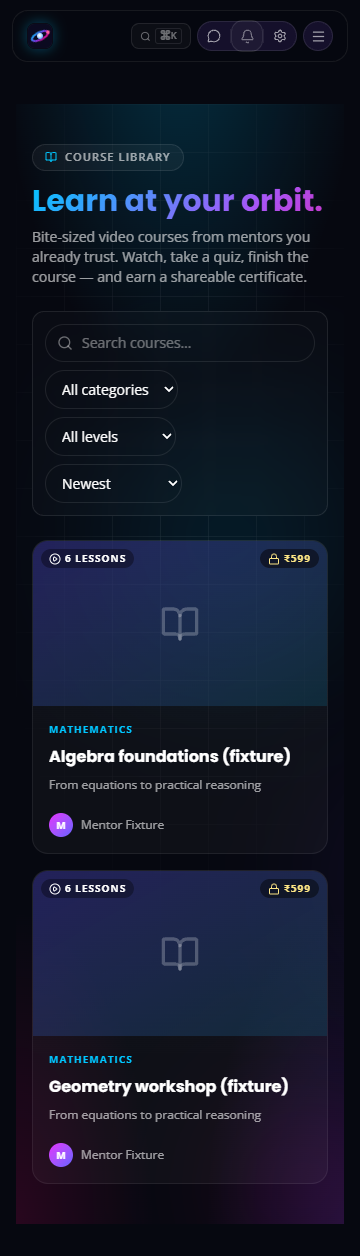 ⌘K
COURSE LIBRARY
Learn at your orbit.
Bite-sized video courses from mentors you
already trust. Watch, take a quiz, finish the
course — and earn a shareable certificate.
Search courses...
All categories
All levels
Newest
6 LESSONS
₹599
MATHEMATICS
Algebra foundations (fixture)
From equations to practical reasoning
M
Mentor Fixture
6 LESSONS
₹599
MATHEMATICS
Geometry workshop (fixture)
From equations to practical reasoning
M
Mentor Fixture